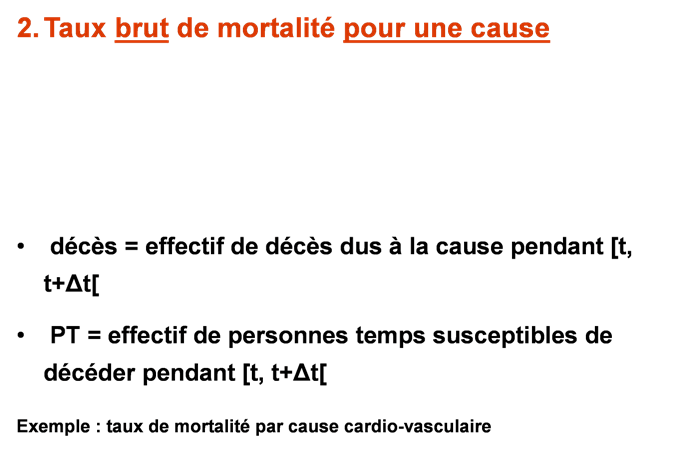 2. Taux brut de mortalité pour une cause
• décès = effectif de décès dus à la cause pendant [t,
t+Δt[
• PT = effectif de personnes temps susceptibles de
décéder pendant [t, t+Δt[
Exemple : taux de mortalité par cause cardio-vasculaire